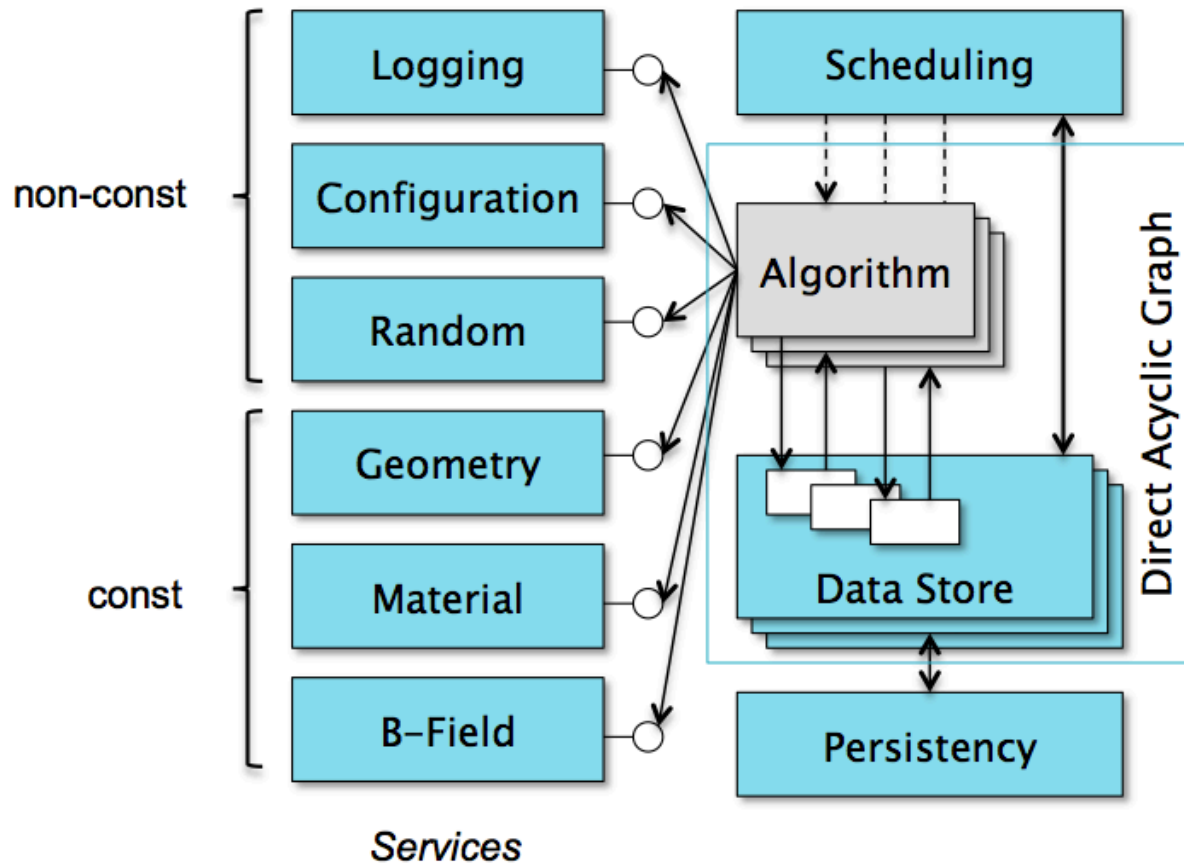 non-const
const
Logging
Configuration
Random
Geometry
Material
B-Field
Services
Scheduling
Algorithm
Data Store
Persistency
Direct Acyclic Graph